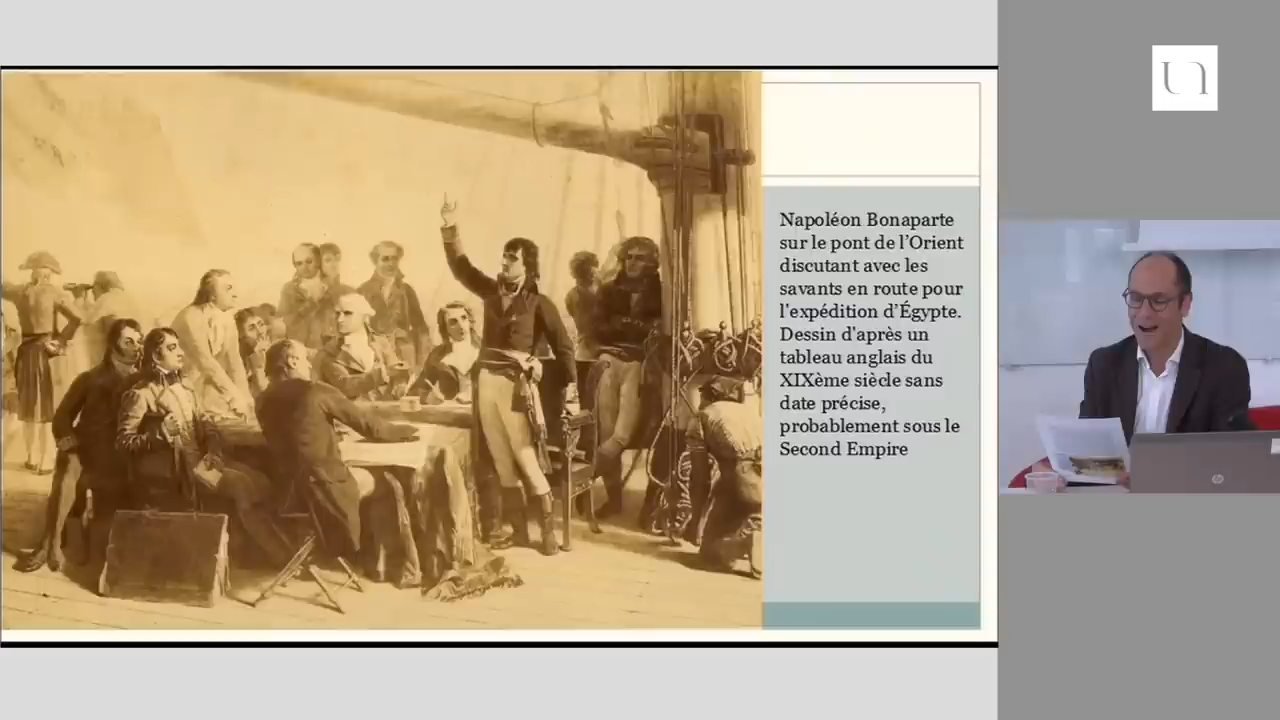 Napoléon Bonaparte
sur le pont de l'Orient
discutant avec les
savants en route pour
l'expédition d'Égypte.
Dessin d'après un
tableau anglais du
XIXème siècle sans
date précise,
probablement sous le
Second Empire
hp